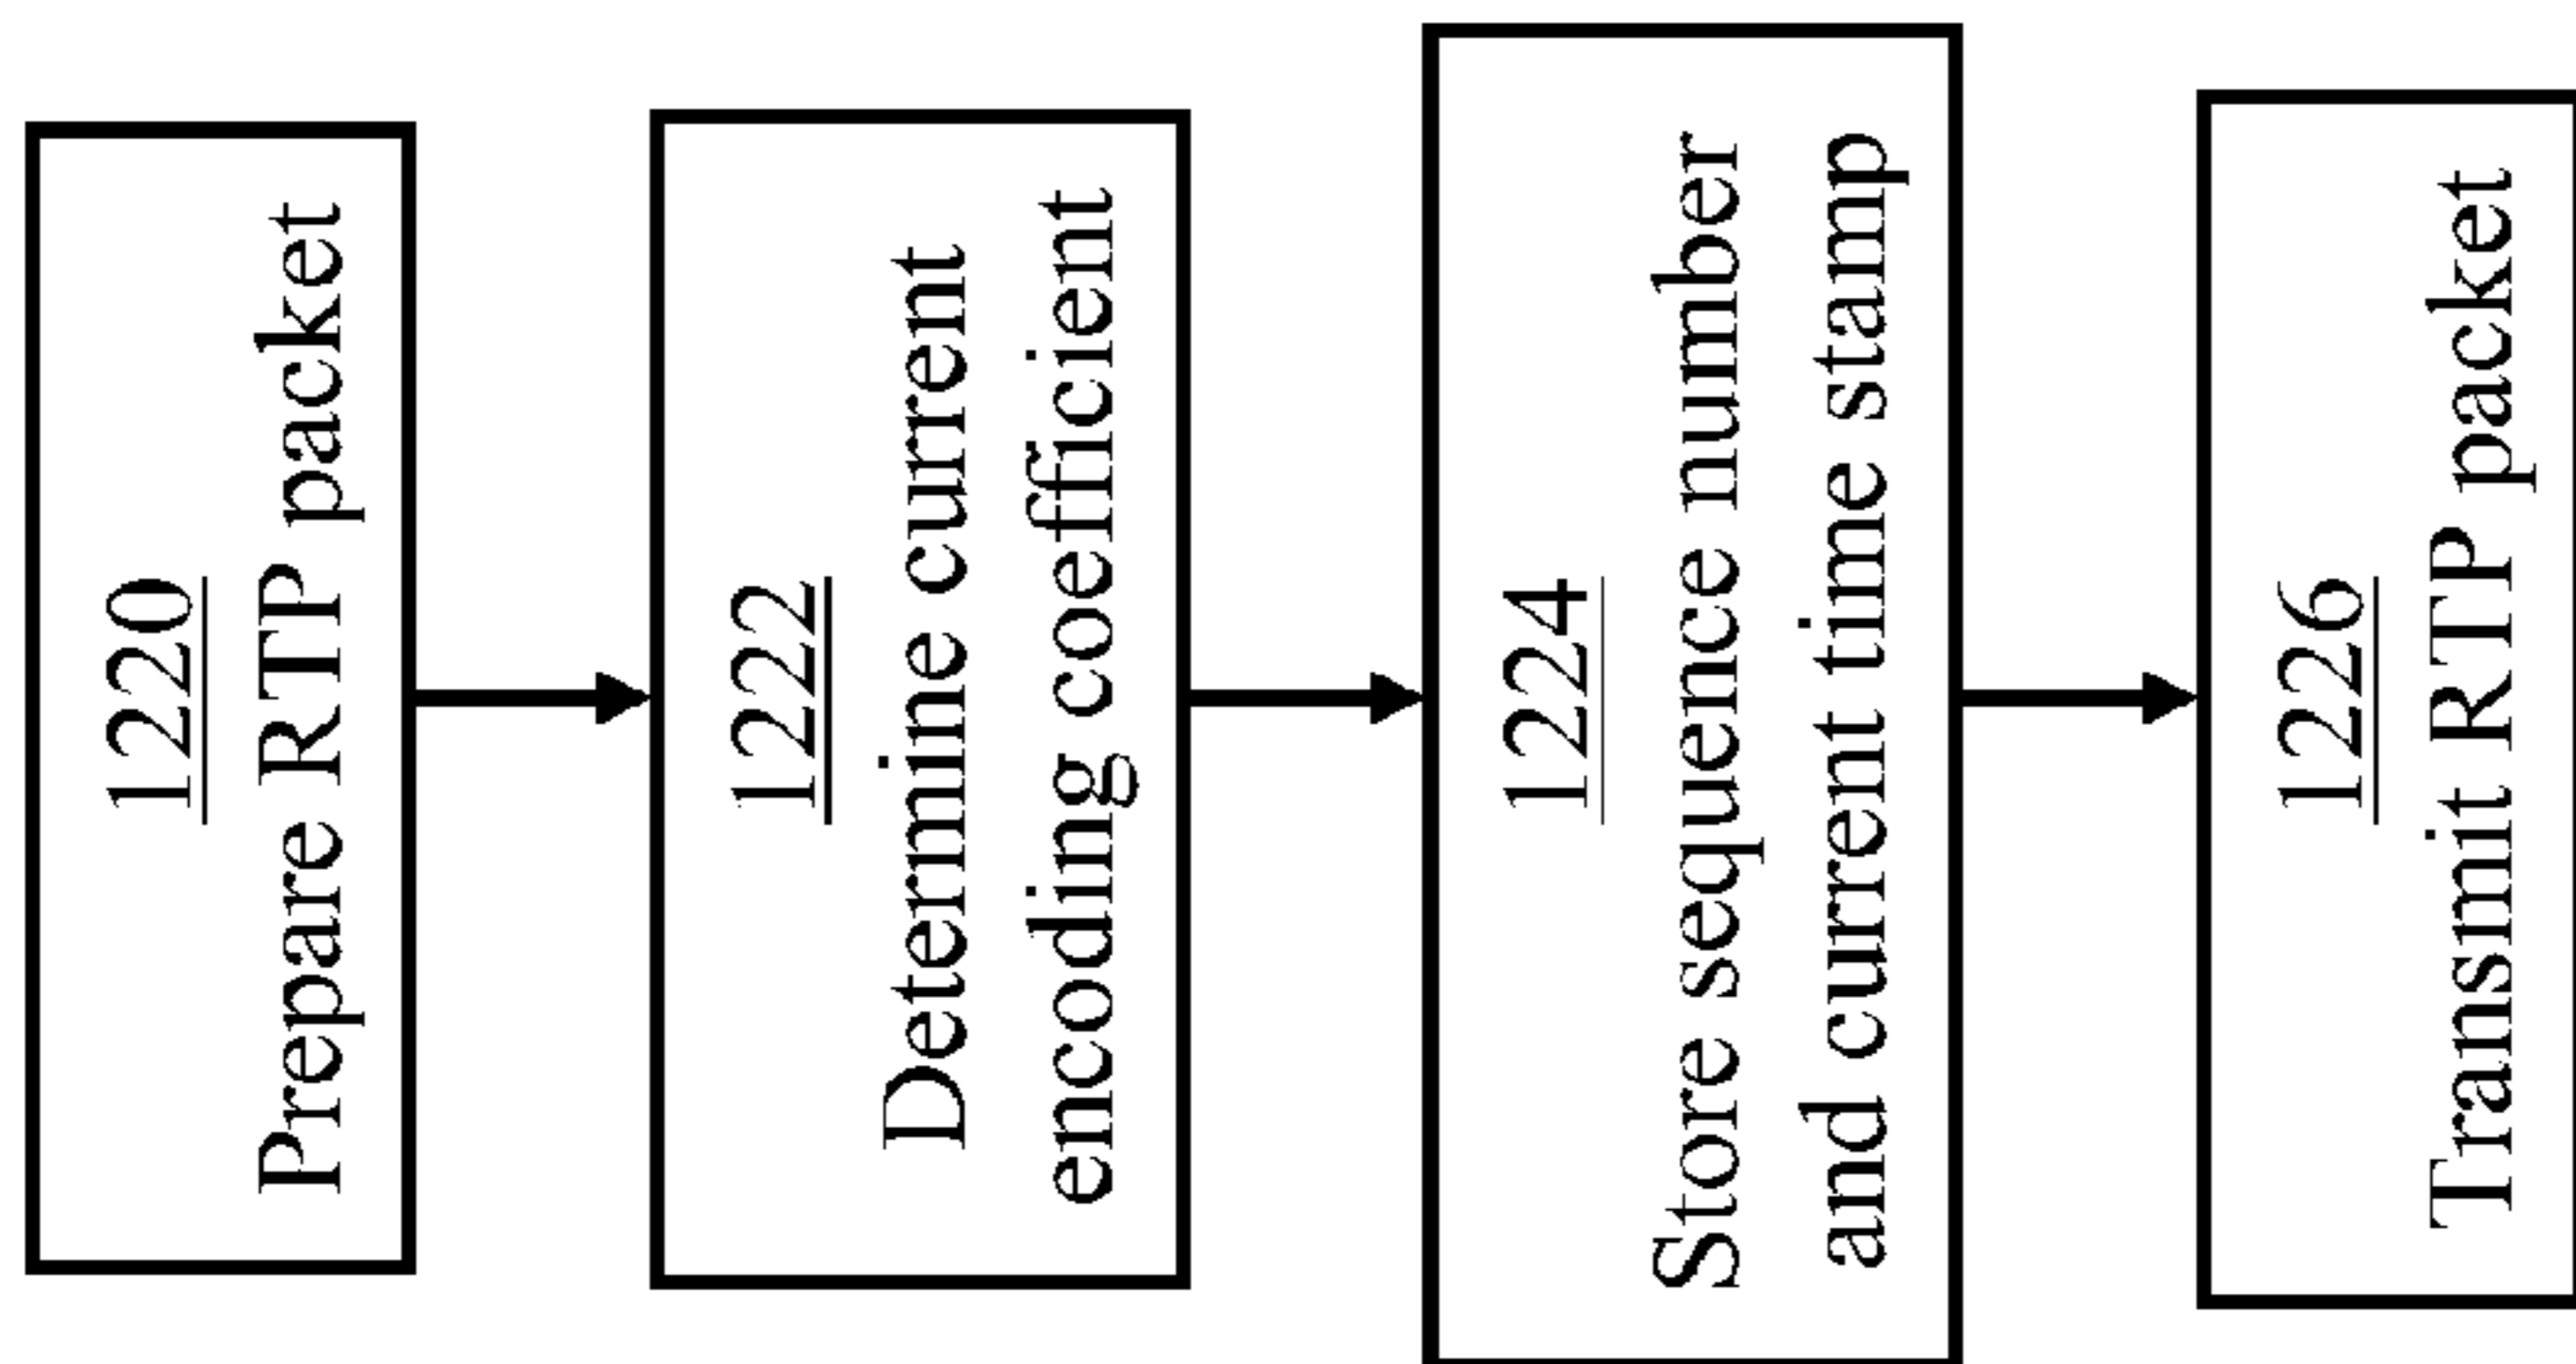 1220
Prepare RTP packet
1222
Determine current
encoding coefficient
1224
Store sequence number
and current time stamp
1226
Transmit RTP packet